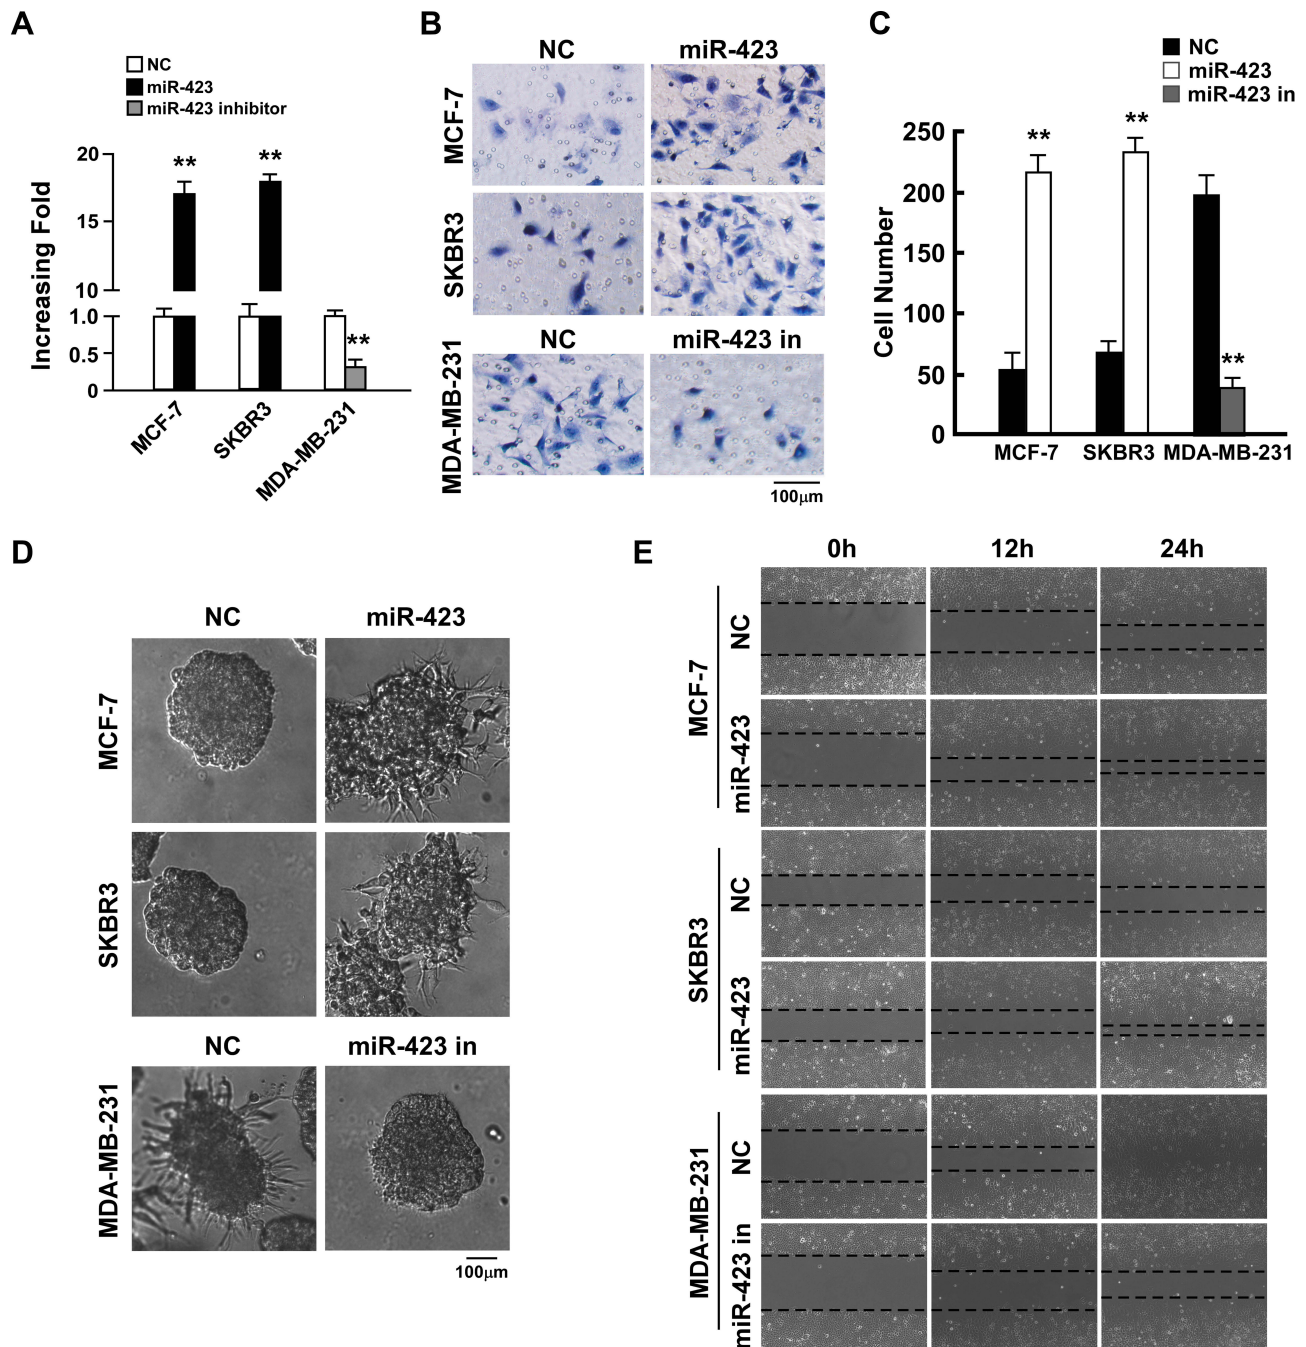 A
NC
miR-423
miR-423 inhibitor
Increasing Fold
20
15
10
1.0
0.5
0
**
**
**
MCF-7
SKBR3
MDA-MB-231
B
NC
miR-423
MCF-7
SKBR3
NC
miR-423 in
MDA-MB-231
100μm
C
NC
miR-423
miR-423 in
Cell Number
250
200
150
100
50
0
**
**
**
MCF-7
SKBR3
MDA-MB-231
D
NC
miR-423
MCF-7
SKBR3
NC
miR-423 in
MDA-MB-231
100μm
E
0h
12h
24h
MCF-7
NC
miR-423
SKBR3
NC
miR-423
MDA-MB-231
NC
miR-423 in